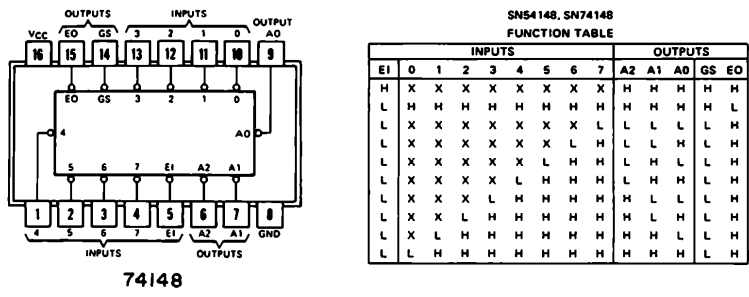 OUTPUTS INPUTS OUTPUT
VCC EO GS 3 2 1 0 A0
16 15 14 13 12 11 10 9
EO GS 3 2 1 0
4 A0
5 6 7 EI A2 A1
1 2 3 4 5 6 7 8
4 5 6 7 EI A2 A1 GND
INPUTS OUTPUTS
74148
SN54148, SN74148
FUNCTION TABLE
INPUTS OUTPUTS
EI 0 1 2 3 4 5 6 7 A2 A1 A0 GS EO
H X X X X X X X X H H H H H
L H H H H H H H H H H H H L
L X X X X X X X L L L L L H
L X X X X X X L H L L H L H
L X X X X X L H H L H L L H
L X X X X L H H H L H H L H
L X X X L H H H H H L L L H
L X X L H H H H H H L H L H
L X L H H H H H H H H L L H
L L H H H H H H H H H H L H